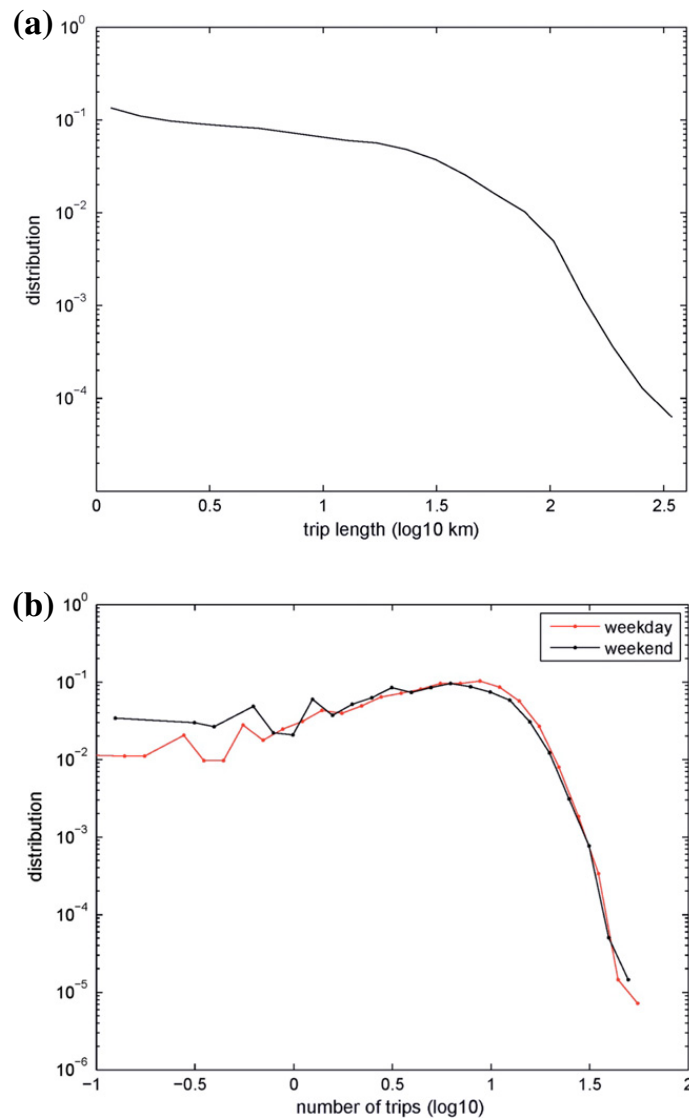 (a)
10^0
10^−1
10^−2
10^−3
10^−4
distribution
0 0.5 1 1.5 2 2.5
trip length (log10 km)
(b)
10^0
10^−1
10^−2
10^−3
10^−4
10^−5
10^−6
distribution
weekday
weekend
−1 −0.5 0 0.5 1 1.5 2
number of trips (log10)